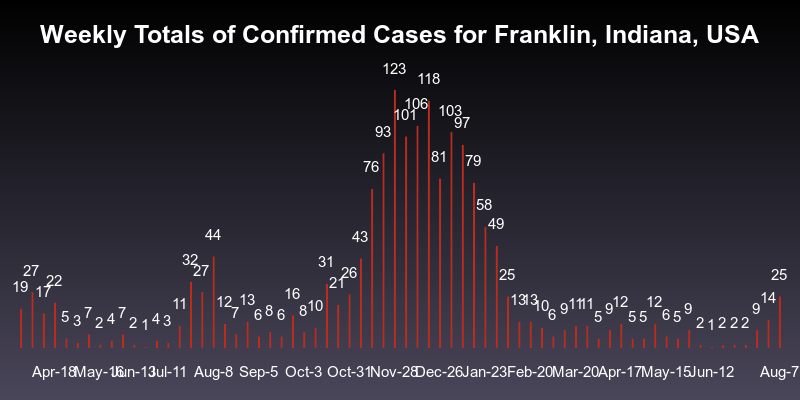 Weekly Totals of Confirmed Cases for Franklin, Indiana, USA
19 27 17 22 5 3 7 2 4 7 2 1 4 3 11 32 27 44 12 7 13 6 8 6 16 8 10 31 21 26 43 76 93 123 101 106 118 81 103 97 79 58 49 25 13 13 10 6 9 11 11 5 9 12 5 5 12 6 5 9 2 1 2 2 2 9 14 25
Apr-18 May-16 Jun-13 Jul-11 Aug-8 Sep-5 Oct-3 Oct-31 Nov-28 Dec-26 Jan-23 Feb-20 Mar-20 Apr-17 May-15 Jun-12 Aug-7